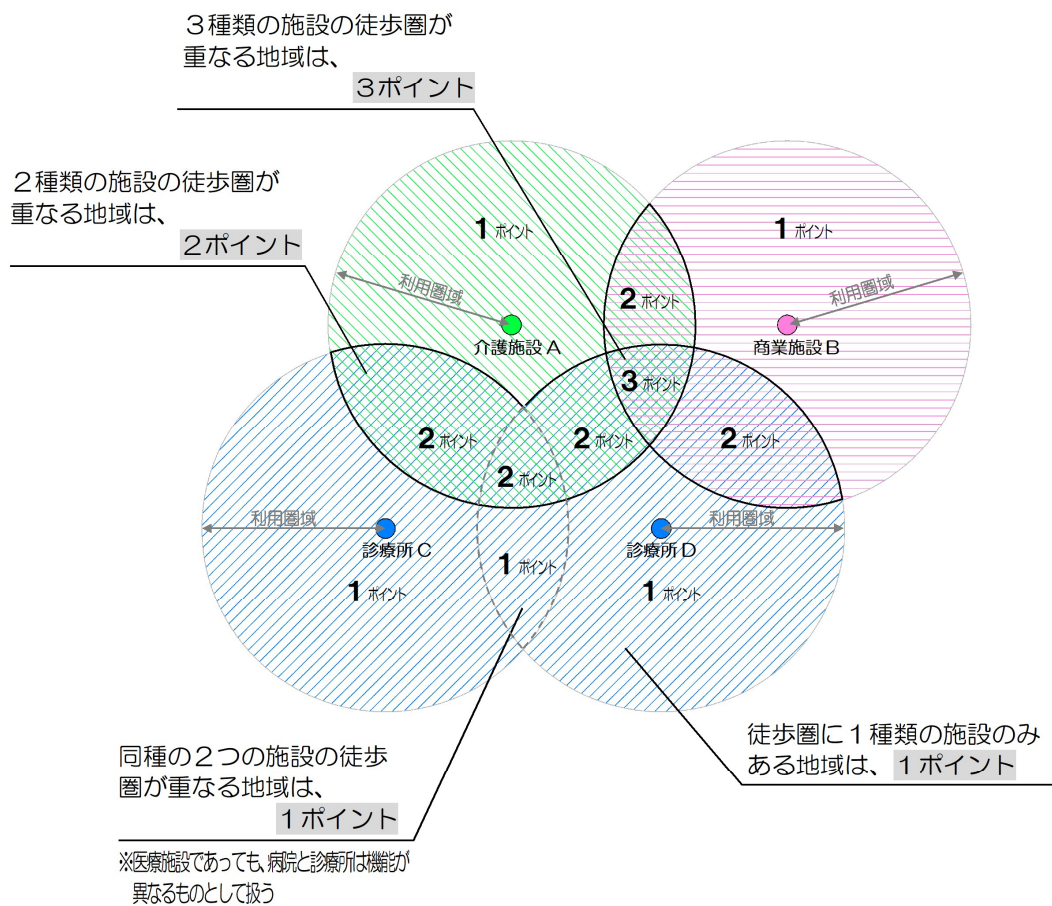 ３種類の施設の徒歩圏が
重なる地域は、
３ポイント
２種類の施設の徒歩圏が
重なる地域は、
２ポイント
1 ポイント
1 ポイント
利用圏域
利用圏域
2 ポイント
介護施設Ａ
商業施設Ｂ
3 ポイント
2 ポイント
2 ポイント
2 ポイント
2 ポイント
利用圏域
利用圏域
診療所Ｃ
診療所Ｄ
1 ポイント
1 ポイント
1 ポイント
同種の２つの施設の徒歩
圏が重なる地域は、
１ポイント
※医療施設であっても、病院と診療所は機能が
異なるものとして扱う
徒歩圏に１種類の施設のみ
ある地域は、１ポイント